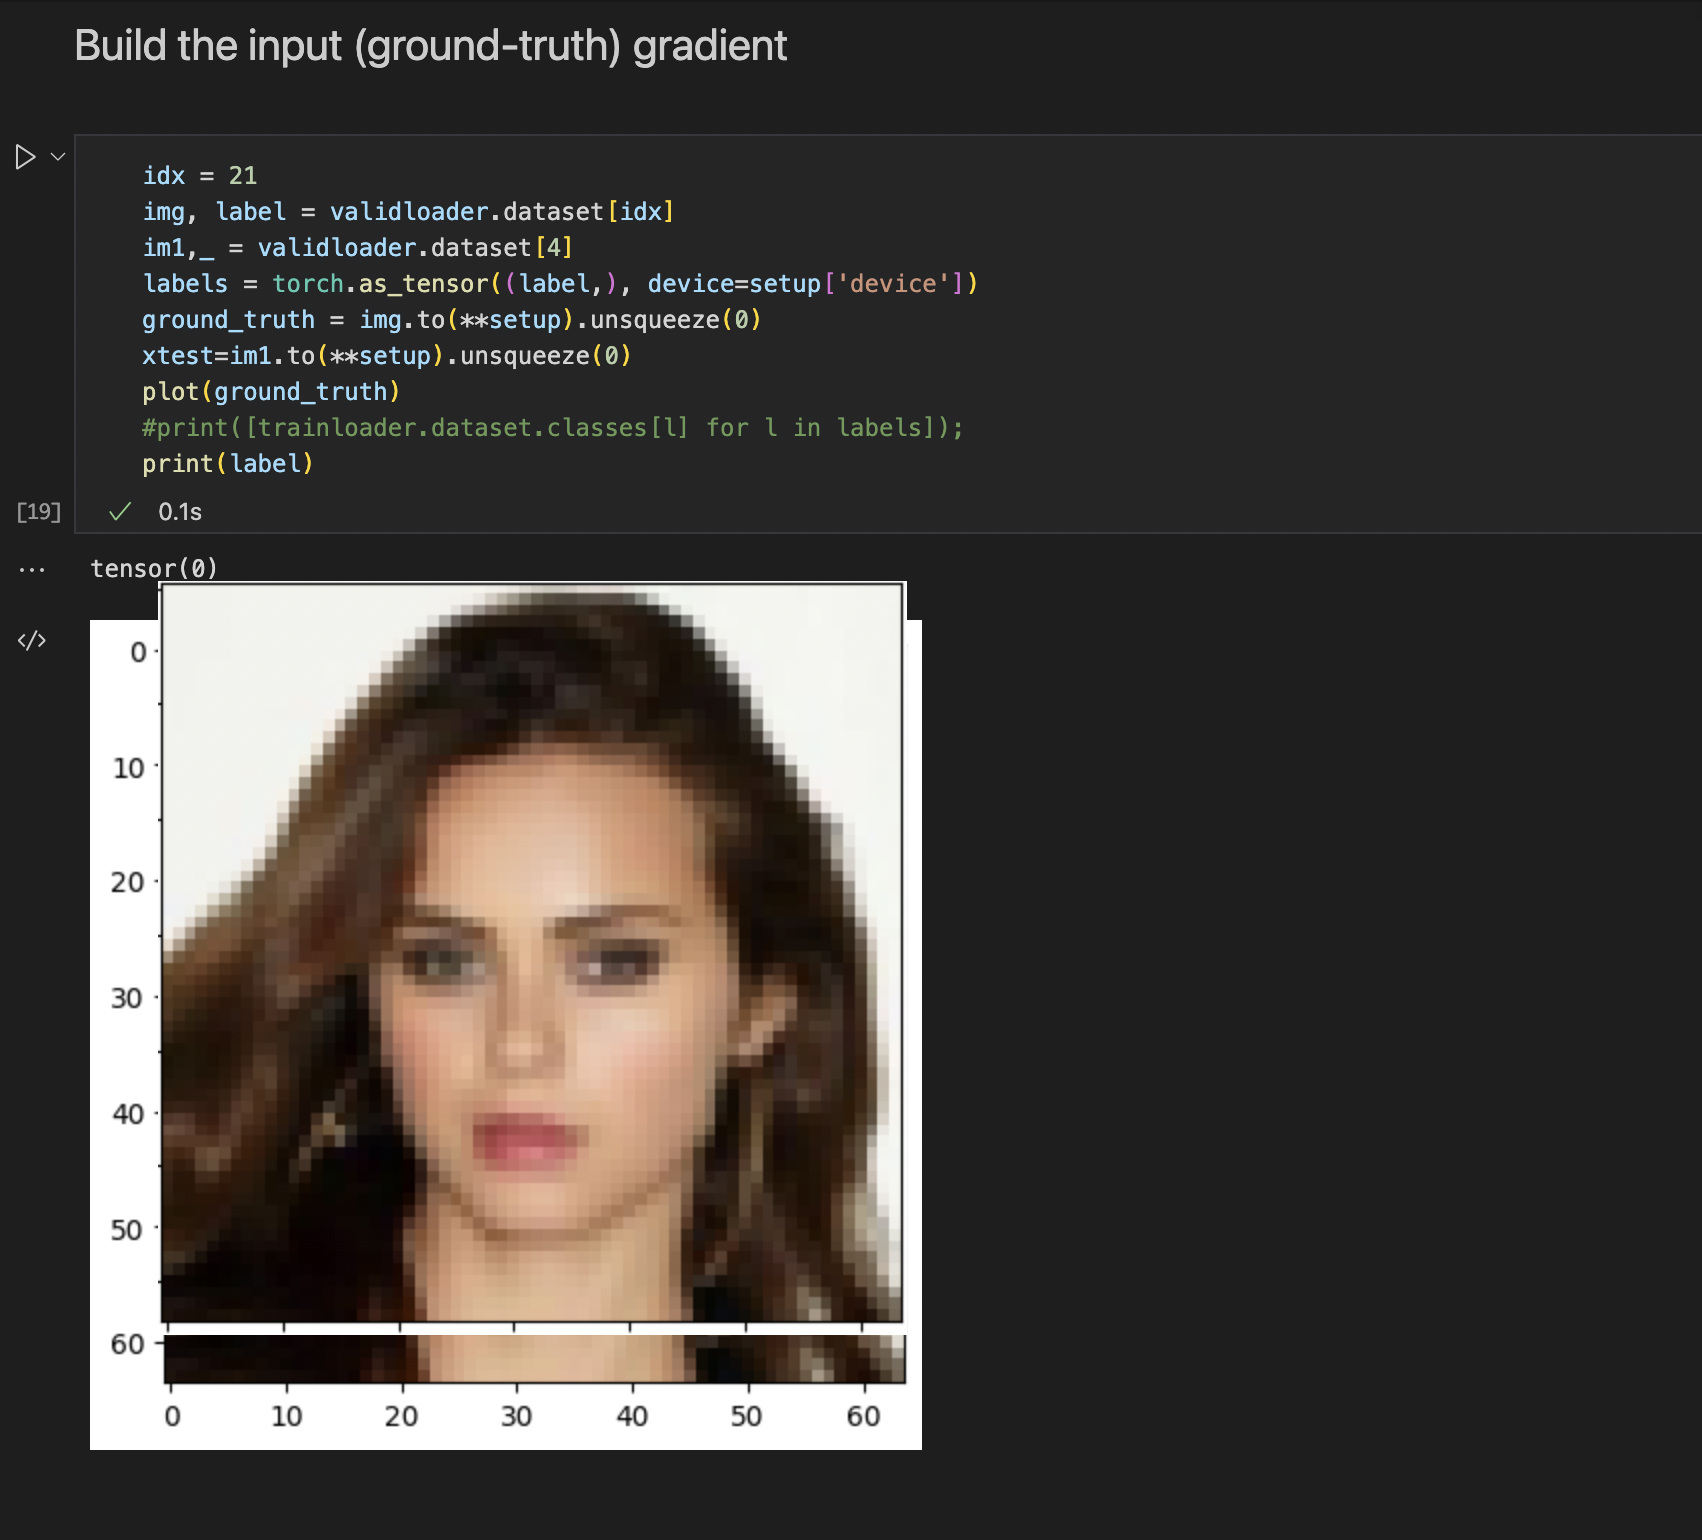 Build the input (ground-truth) gradient
idx = 21
img, label = validloader.dataset[idx]
im1,_ = validloader.dataset[4]
labels = torch.as_tensor((label,), device=setup['device'])
ground_truth = img.to(**setup).unsqueeze(0)
xtest=im1.to(**setup).unsqueeze(0)
plot(ground_truth)
#print([trainloader.dataset.classes[l] for l in labels]);
print(label)
[19]
0.1s
tensor(0)
0
10
20
30
40
50
60
0 10 20 30 40 50 60